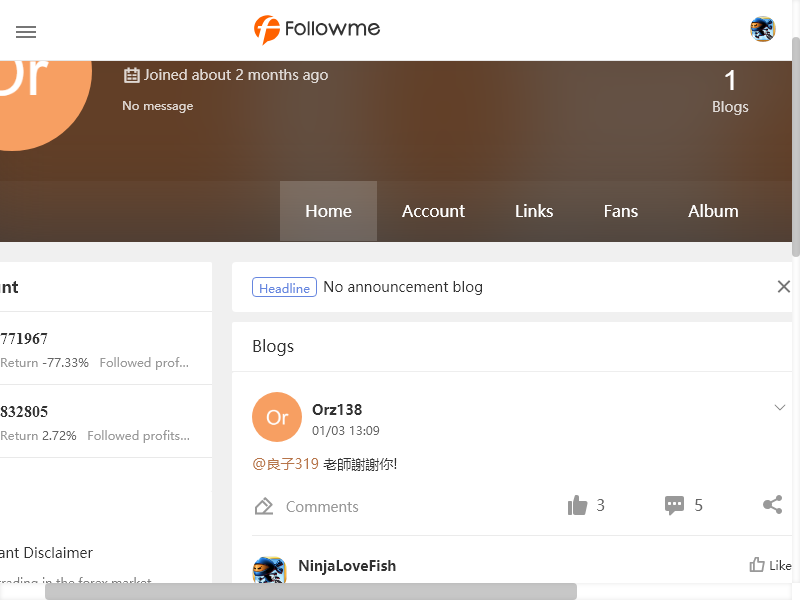 Followme
Or
Joined about 2 months ago
No message
1
Blogs
Home
Account
Links
Fans
Album
nt
771967
Return -77.33% Followed prof...
832805
Return 2.72% Followed profits...
ant Disclaimer
trading in the forex market
Headline No announcement blog
Blogs
Or
Orz138
01/03 13:09
@良子319 老師謝謝你!
Comments
3
5
NinjaLoveFish
Like